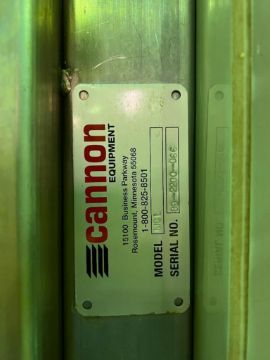 cannon
EQUIPMENT
15100 Business Parkway
Rosemount, Minnesota 55068
1-800-825-8501
MODEL
SERIAL NO.